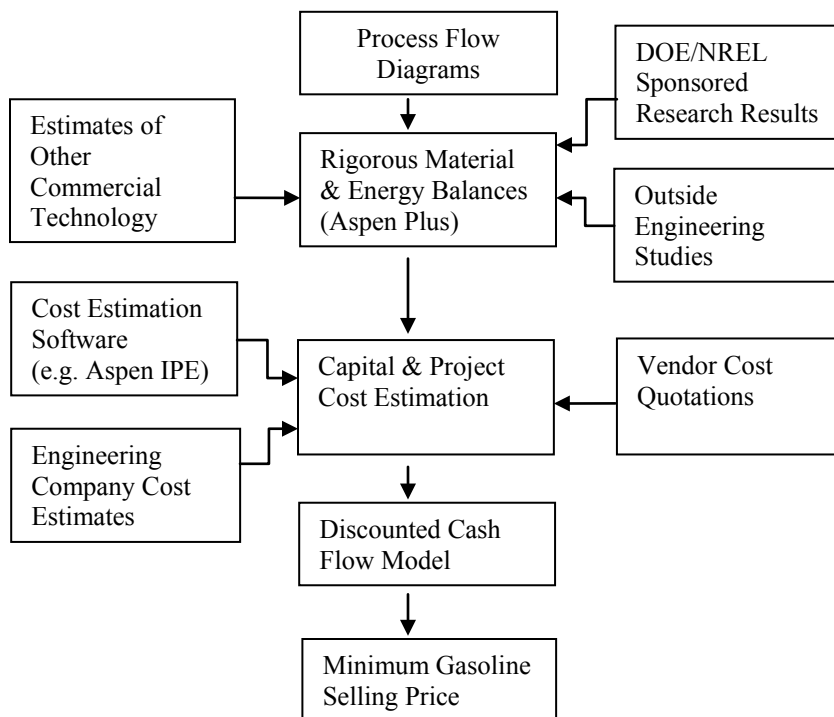 Process Flow
Diagrams
DOE/NREL
Sponsored
Research Results
Estimates of
Other
Commercial
Technology
Rigorous Material
& Energy Balances
(Aspen Plus)
Outside
Engineering
Studies
Cost Estimation
Software
(e.g. Aspen IPE)
Capital & Project
Cost Estimation
Vendor Cost
Quotations
Engineering
Company Cost
Estimates
Discounted Cash
Flow Model
Minimum Gasoline
Selling Price